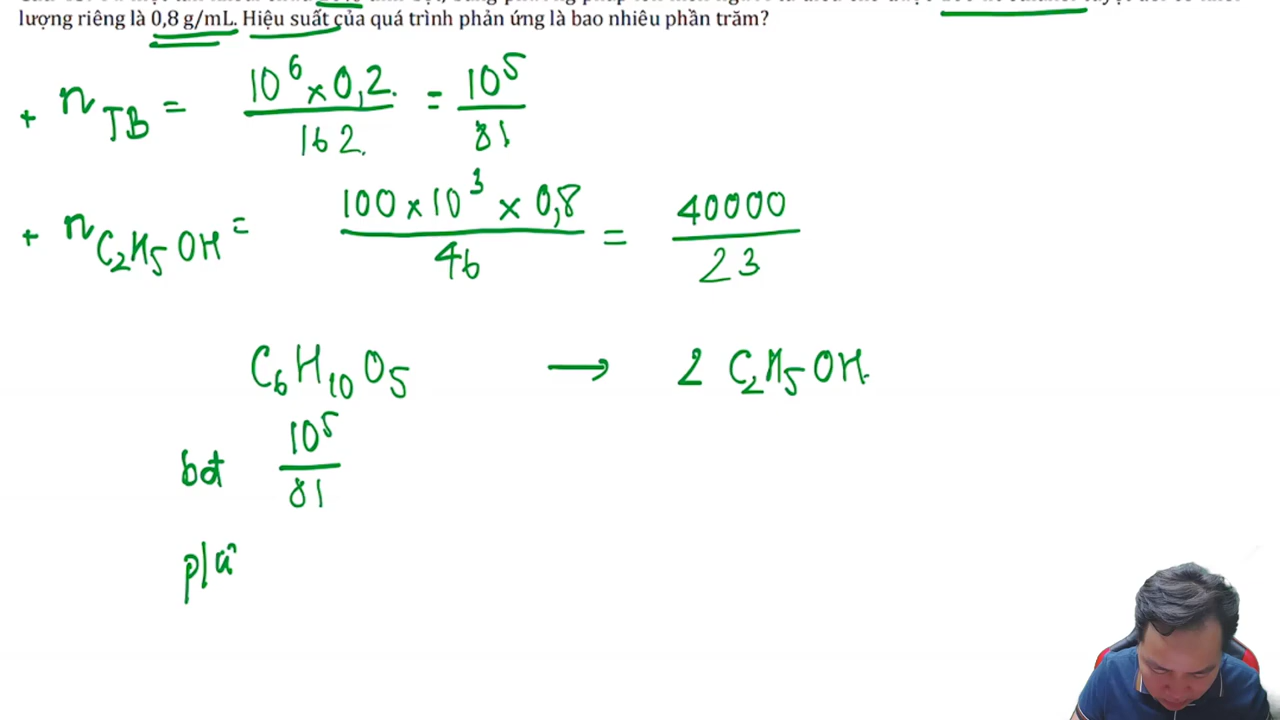 lượng riêng là 0,8 g/mL. Hiệu suất của quá trình phản ứng là bao nhiêu phần trăm?
+ n TB = 10^6 × 0,2. / 162. = 10^5 / 81
+ n C2H5OH = 100 × 10^3 × 0,8 / 46 = 40000 / 23
C6H10O5 → 2 C2H5OH.
bđ 10^5 / 81
p/ứ